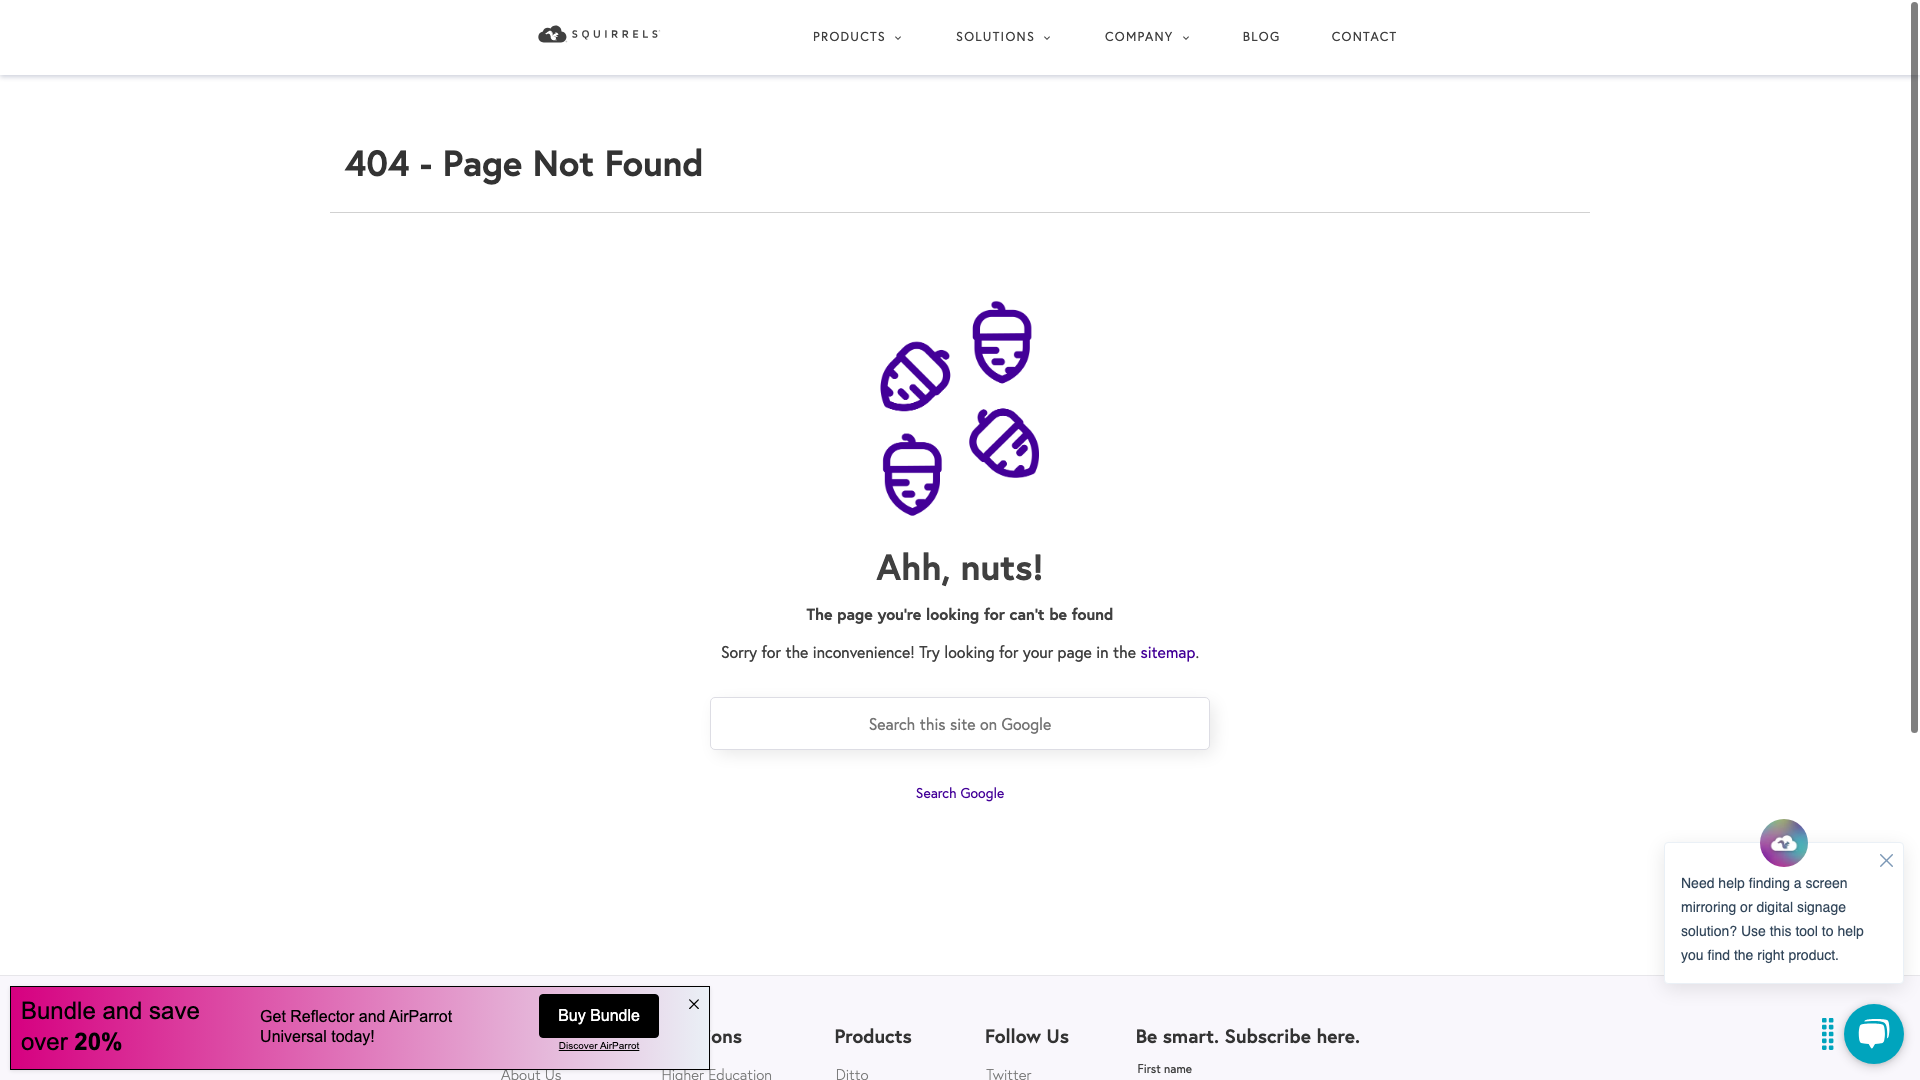 SQUIRRELS
PRODUCTS
SOLUTIONS
COMPANY
BLOG
CONTACT
404 - Page Not Found
Ahh, nuts!
The page you're looking for can't be found
Sorry for the inconvenience! Try looking for your page in the sitemap.
Search this site on Google
Search Google
Need help finding a screen
mirroring or digital signage
solution? Use this tool to help
you find the right product.
Bundle and save
over 20%
Get Reflector and AirParrot
Universal today!
Buy Bundle
Discover AirParrot
ons
Products
Follow Us
Be smart. Subscribe here.
About Us
Higher Education
Ditto
Twitter
First name